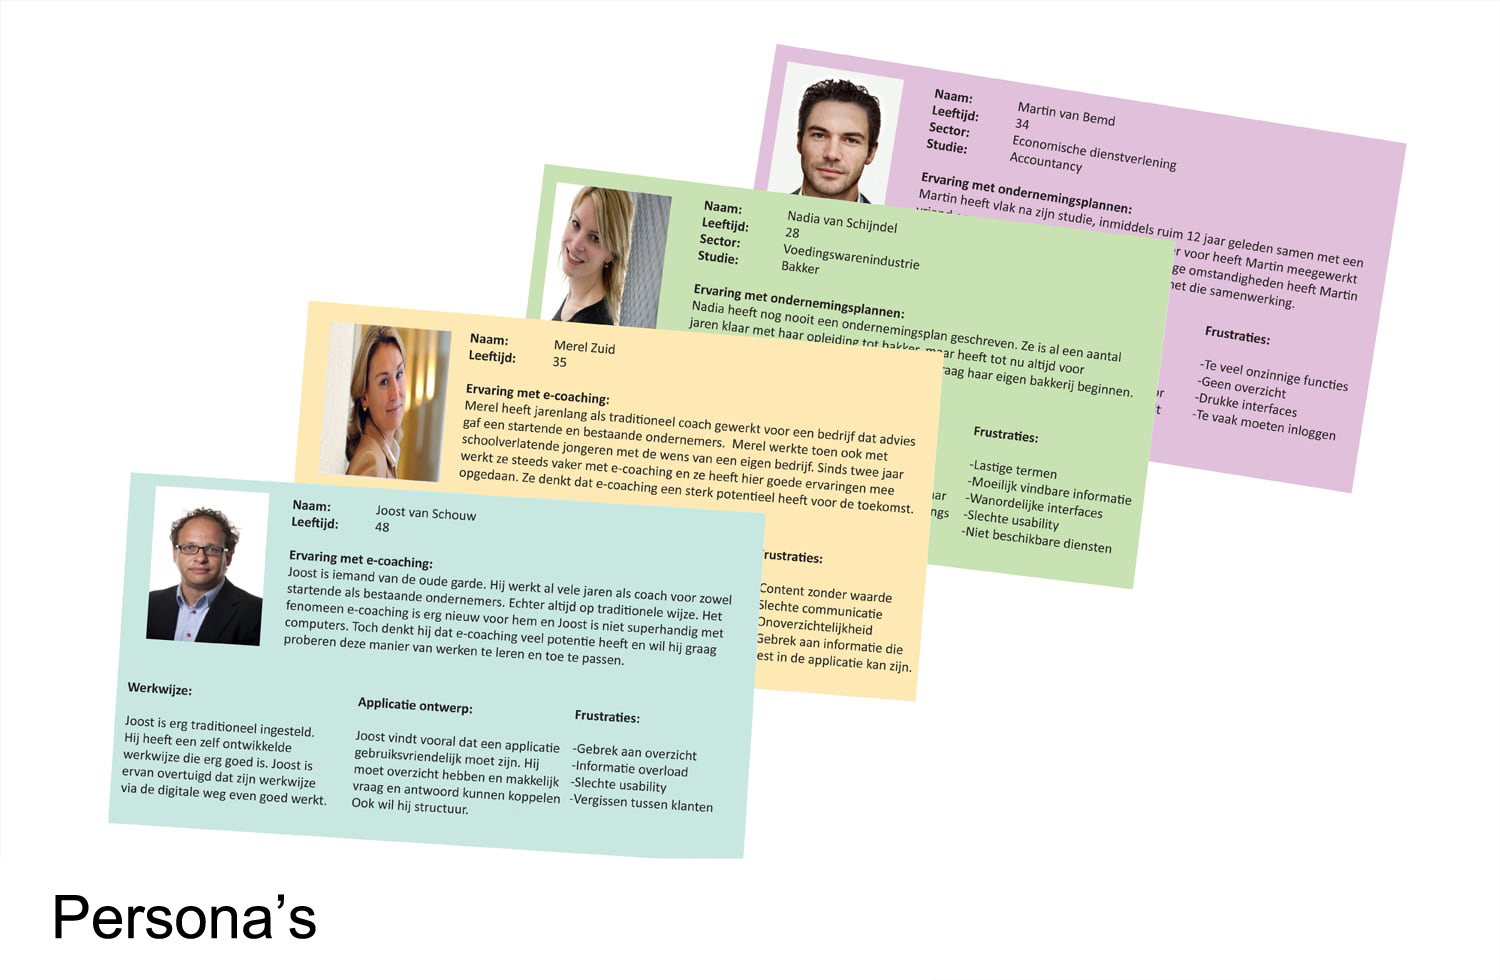 Naam: Martin van Bemd
Leeftijd: 34
Sector: Economische dienstverlening
Studie: Accountancy
Ervaring met ondernemingsplannen:
Martin heeft vlak na zijn studie, inmiddels ruim 12 jaar geleden samen met een
voor heeft Martin meegewerkt
omstandigheden heeft Martin
met die samenwerking.
Frustraties:
-Te veel onzinnige functies
-Geen overzicht
-Drukke interfaces
-Te vaak moeten inloggen
Naam: Nadia van Schijndel
Leeftijd: 28
Sector: Voedingswarenindustrie
Studie: Bakker
Ervaring met ondernemingsplannen:
Nadia heeft nog nooit een ondernemingsplan geschreven. Ze is al een aantal
jaren klaar met haar opleiding tot bakker, maar heeft tot nu altijd voor
raag haar eigen bakkerij beginnen.
Frustraties:
-Lastige termen
-Moeilijk vindbare informatie
-Wanordelijke interfaces
-Slechte usability
-Niet beschikbare diensten
Naam: Merel Zuid
Leeftijd: 35
Ervaring met e-coaching:
Merel heeft jarenlang als traditioneel coach gewerkt voor een bedrijf dat advies
gaf een startende en bestaande ondernemers. Merel werkte toen ook met
schoolverlatende jongeren met de wens van een eigen bedrijf. Sinds twee jaar
werkt ze steeds vaker met e-coaching en ze heeft hier goede ervaringen mee
opgedaan. Ze denkt dat e-coaching een sterk potentieel heeft voor de toekomst.
Frustraties:
Content zonder waarde
Slechte communicatie
Onoverzichtelijkheid
Gebrek aan informatie die
est in de applicatie kan zijn.
Naam: Joost van Schouw
Leeftijd: 48
Ervaring met e-coaching:
Joost is iemand van de oude garde. Hij werkt al vele jaren als coach voor zowel
startende als bestaande ondernemers. Echter altijd op traditionele wijze. Het
fenomeen e-coaching is erg nieuw voor hem en Joost is niet superhandig met
computers. Toch denkt hij dat e-coaching veel potentie heeft en wil hij graag
proberen deze manier van werken te leren en toe te passen.
Werkwijze:
Joost is erg traditioneel ingesteld.
Hij heeft een zelf ontwikkelde
werkwijze die erg goed is. Joost is
ervan overtuigd dat zijn werkwijze
via de digitale weg even goed werkt.
Applicatie ontwerp:
Joost vindt vooral dat een applicatie
gebruiksvriendelijk moet zijn. Hij
moet overzicht hebben en makkelijk
vraag en antwoord kunnen koppelen
Ook wil hij structuur.
Frustraties:
-Gebrek aan overzicht
-Informatie overload
-Slechte usability
-Vergissen tussen klanten
Persona's